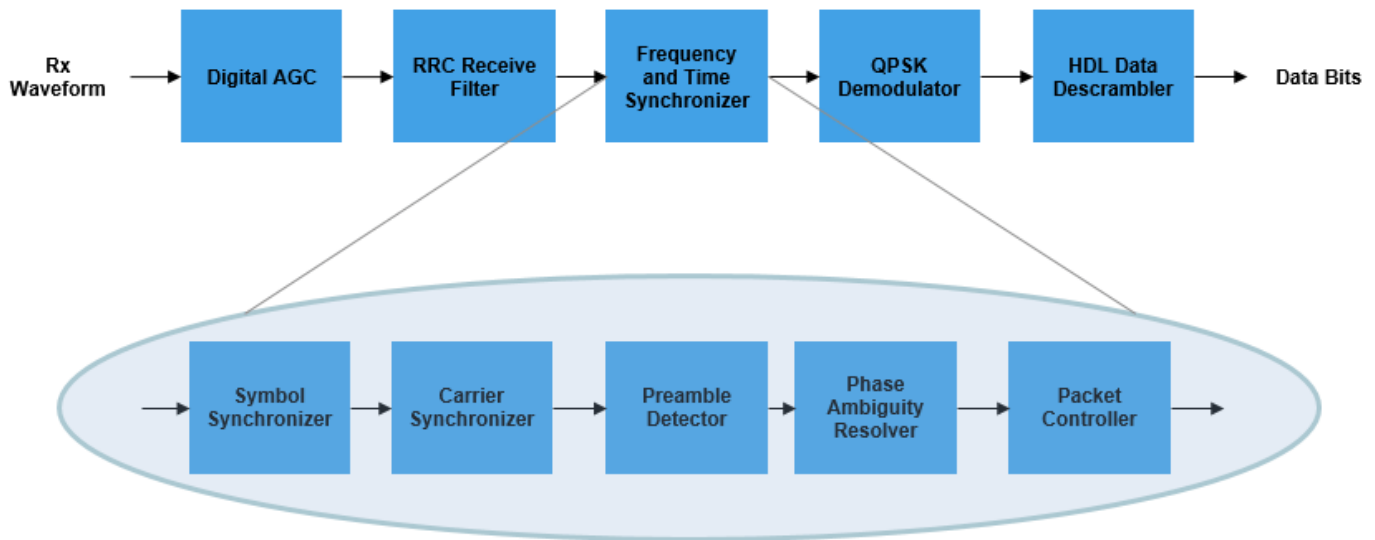 Rx
Waveform
Digital AGC
RRC Receive
Filter
Frequency
and Time
Synchronizer
QPSK
Demodulator
HDL Data
Descrambler
Data Bits
Symbol
Synchronizer
Carrier
Synchronizer
Preamble
Detector
Phase
Ambiguity
Resolver
Packet
Controller